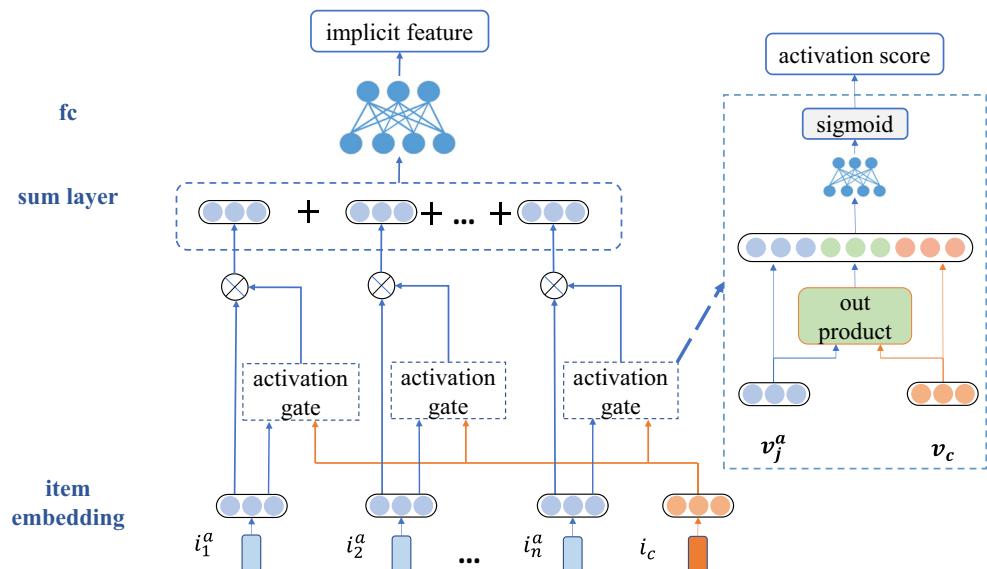 implicit feature
activation score
fc
sigmoid
sum layer
+ + ... +
out
product
activation
gate
activation
gate
activation
gate
v_j^a
v_c
item
embedding
i_1^a
i_2^a
...
i_n^a
i_c